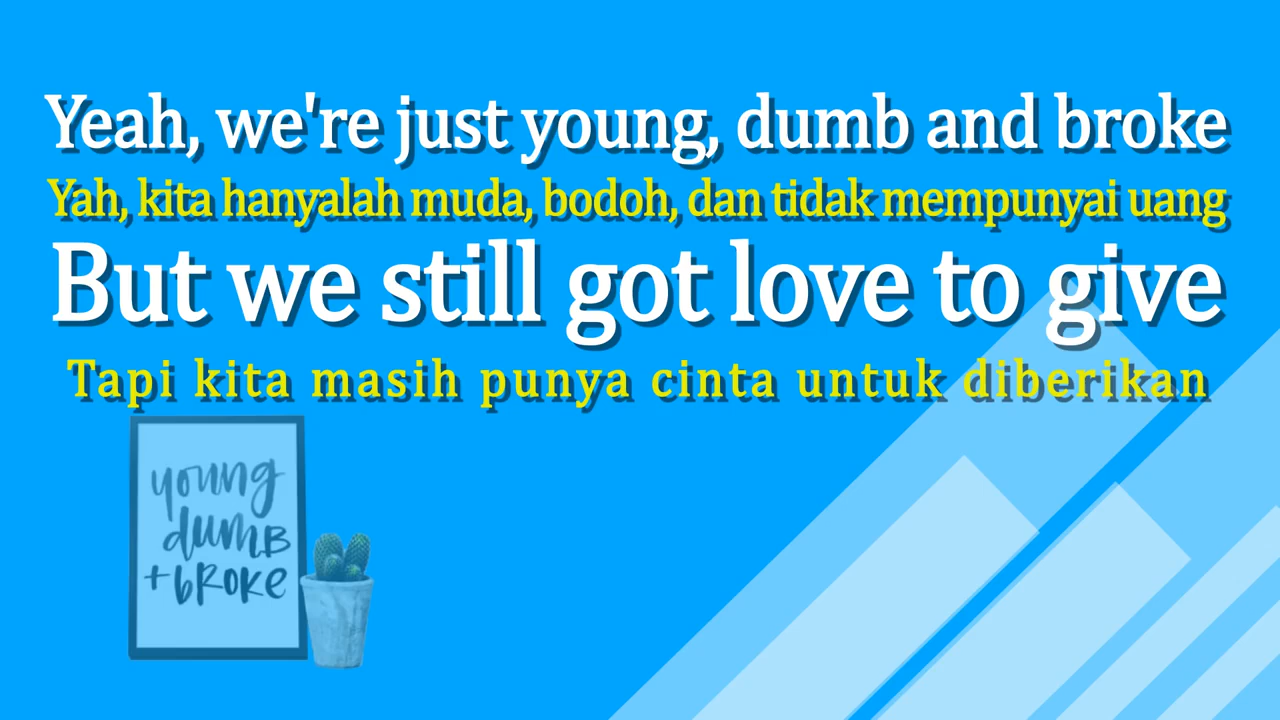 Yeah, we're just young, dumb and broke
Yah, kita hanyalah muda, bodoh, dan tidak mempunyai uang
But we still got love to give
Tapi kita masih punya cinta untuk diberikan
young
dumb
+broke